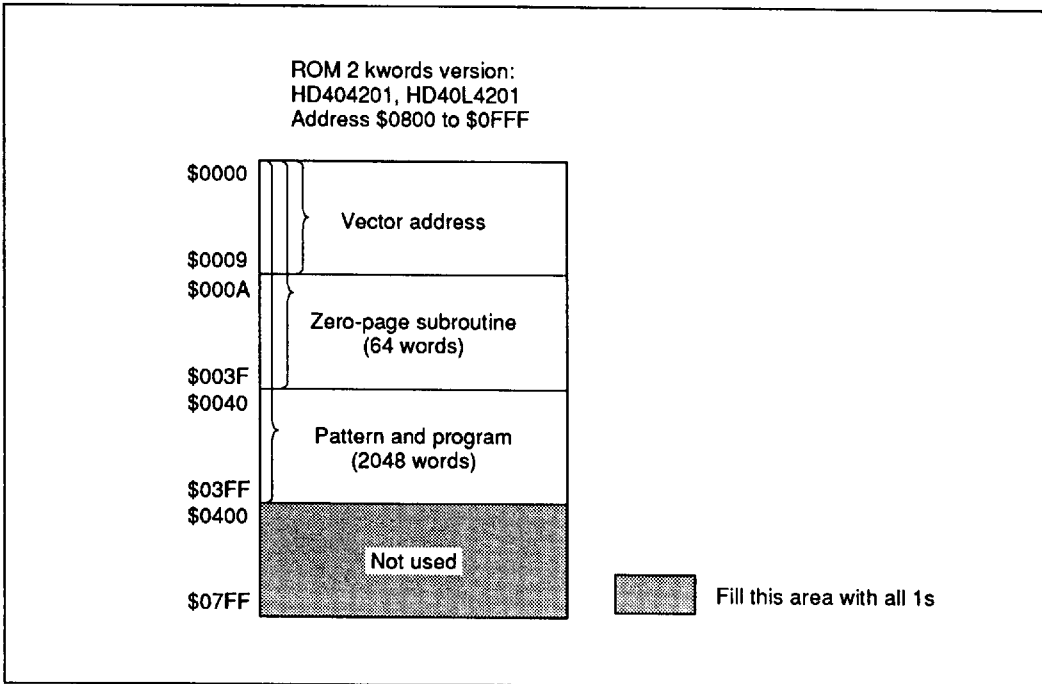 ROM 2 kwords version:
HD404201, HD40L4201
Address $0800 to $0FFF
$0000
Vector address
$0009
$000A
Zero-page subroutine
(64 words)
$003F
$0040
Pattern and program
(2048 words)
$03FF
$0400
Not used
$07FF
Fill this area with all 1s